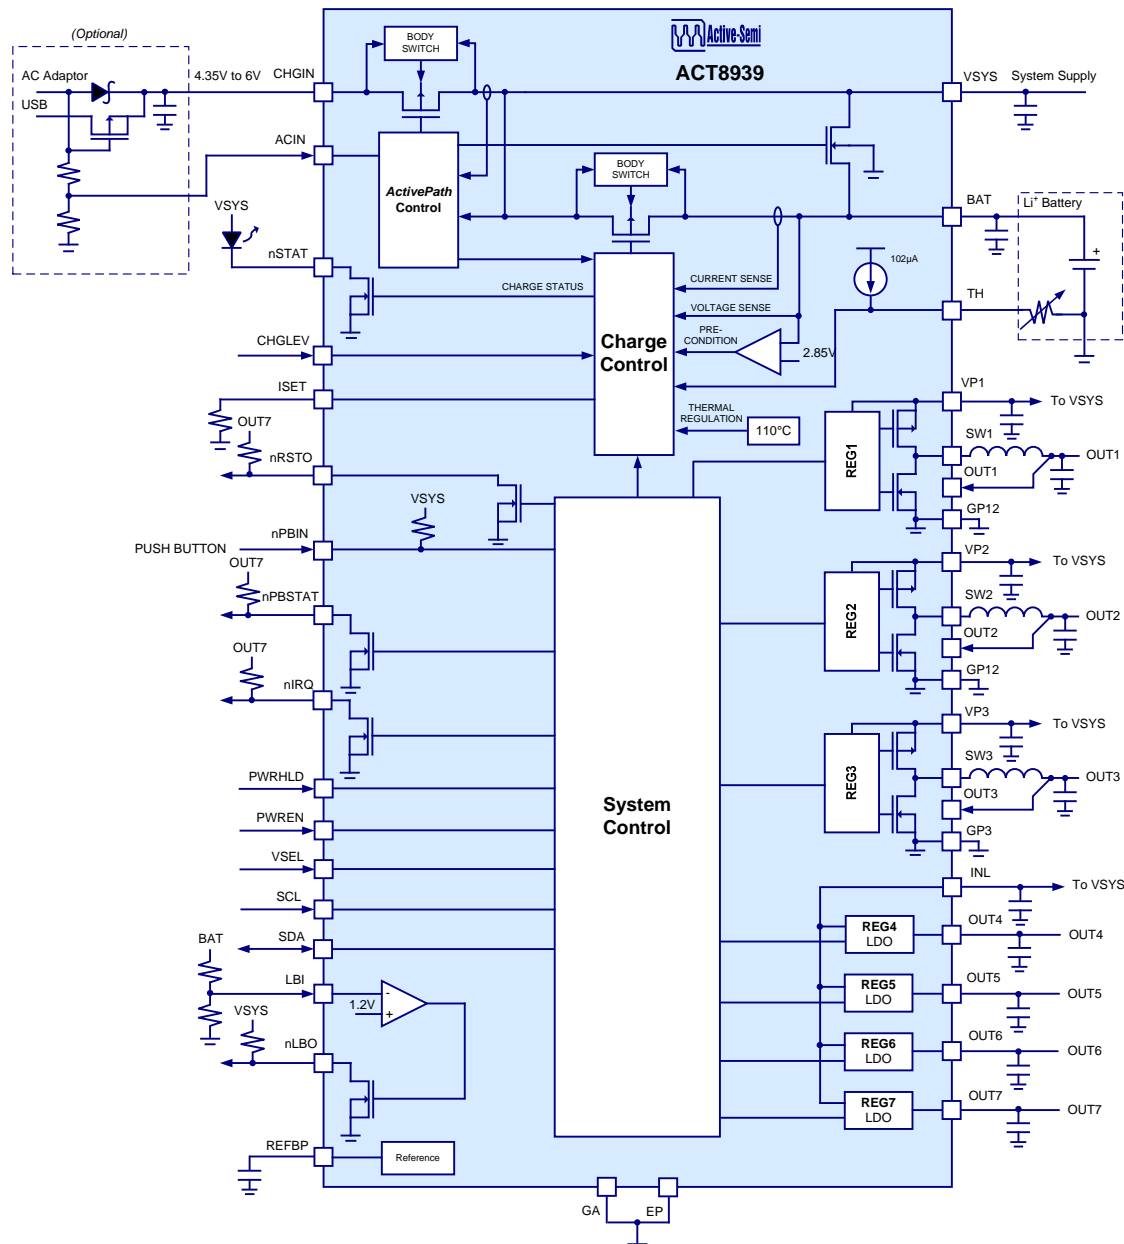 (Optional)
AC Adaptor
USB
4.35V to 6V
CHGIN
BODY
SWITCH
Active-Semi
ACT8939
VSYS
System Supply
ACIN
ActivePath
Control
BODY
SWITCH
BAT
Li+ Battery
+
VSYS
nSTAT
CHARGE STATUS
CURRENT SENSE
VOLTAGE SENSE
102µA
TH
CHGLEV
Charge
Control
PRE-
CONDITION
2.85V
ISET
THERMAL
REGULATION
110°C
OUT7
nRSTO
VP1
To VSYS
REG1
SW1
OUT1
OUT1
GP12
VSYS
nPBIN
PUSH BUTTON
OUT7
nPBSTAT
VP2
To VSYS
REG2
SW2
OUT2
OUT2
GP12
OUT7
nIRQ
VP3
To VSYS
REG3
SW3
OUT3
OUT3
GP3
System
Control
PWRHLD
PWREN
VSEL
SCL
SDA
INL
To VSYS
REG4
LDO
OUT4
OUT4
BAT
LBI
1.2V
-
+
REG5
LDO
OUT5
OUT5
VSYS
nLBO
REG6
LDO
OUT6
OUT6
REG7
LDO
OUT7
OUT7
REFBP
Reference
GA
EP